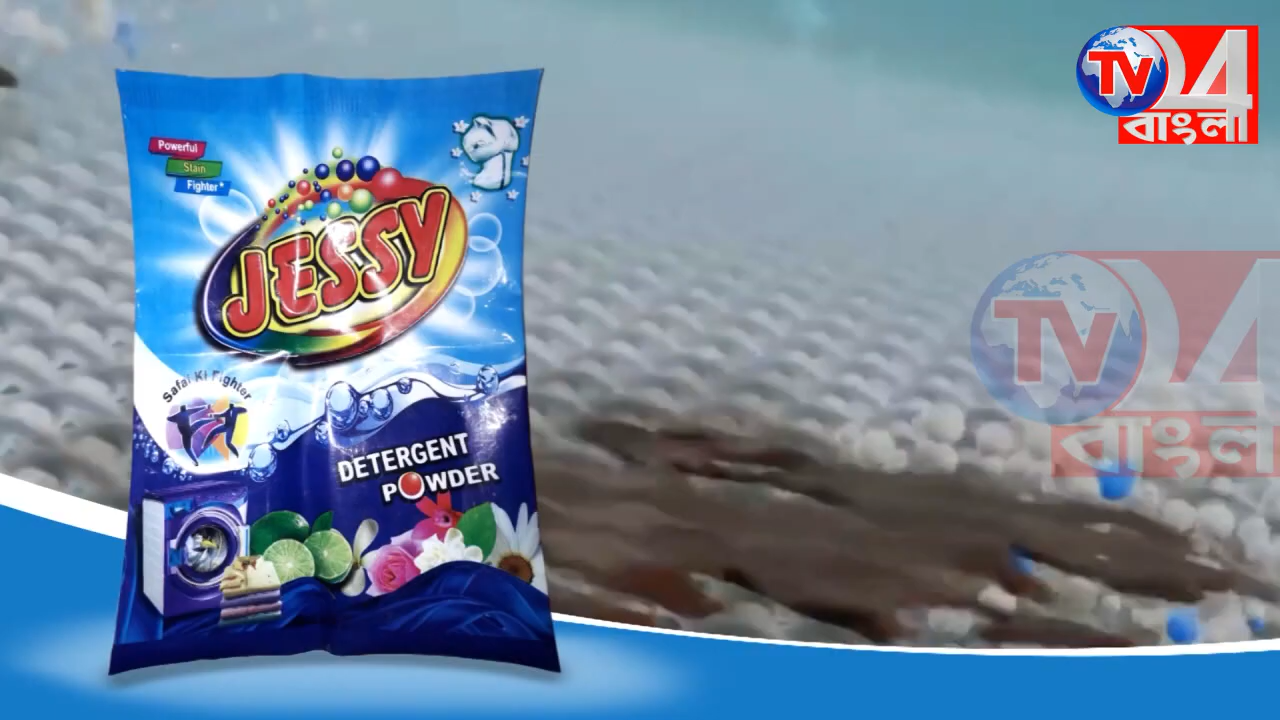 Powerful
Stain
Fighter*
JESSY
Safai Ki Fighter
DETERGENT
POWDER
TV 24
বাংলা
TV 24
বাংলা